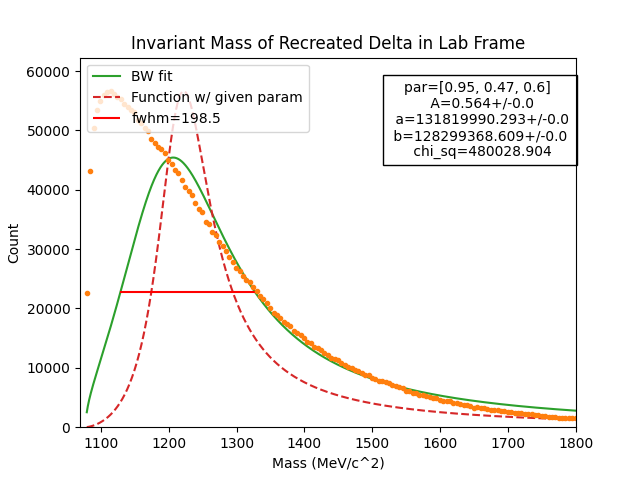 Invariant Mass of Recreated Delta in Lab Frame
BW fit
Function w/ given param
fwhm=198.5
par=[0.95, 0.47, 0.6]
A=0.564+/-0.0
a=131819990.293+/-0.0
b=128299368.609+/-0.0
chi_sq=480028.904
Count
60000
50000
40000
30000
20000
10000
0
1100 1200 1300 1400 1500 1600 1700 1800
Mass (MeV/c^2)